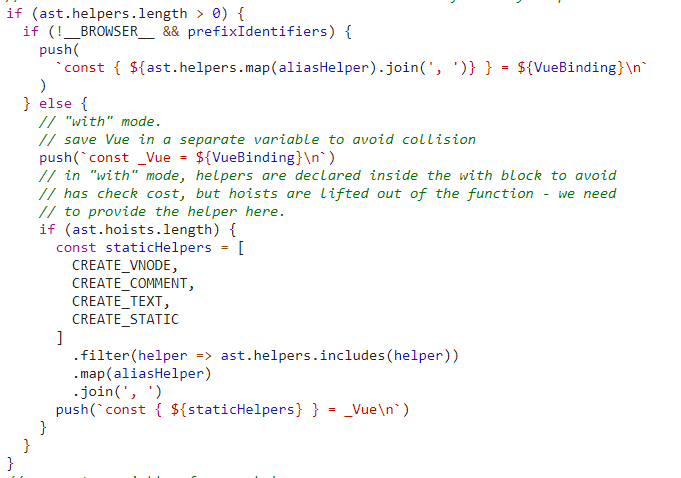 if (ast.helpers.length > 0) {
  if (!__BROWSER__ && prefixIdentifiers) {
    push(
      `const { ${ast.helpers.map(aliasHelper).join(', ')} } = ${VueBinding}\n`
    )
  } else {
    // "with" mode.
    // save Vue in a separate variable to avoid collision
    push(`const _Vue = ${VueBinding}\n`)
    // in "with" mode, helpers are declared inside the with block to avoid
    // has check cost, but hoists are lifted out of the function - we need
    // to provide the helper here.
    if (ast.hoists.length) {
      const staticHelpers = [
        CREATE_VNODE,
        CREATE_COMMENT,
        CREATE_TEXT,
        CREATE_STATIC
      ]
        .filter(helper => ast.helpers.includes(helper))
        .map(aliasHelper)
        .join(', ')
      push(`const { ${staticHelpers} } = _Vue\n`)
    }
  }
}